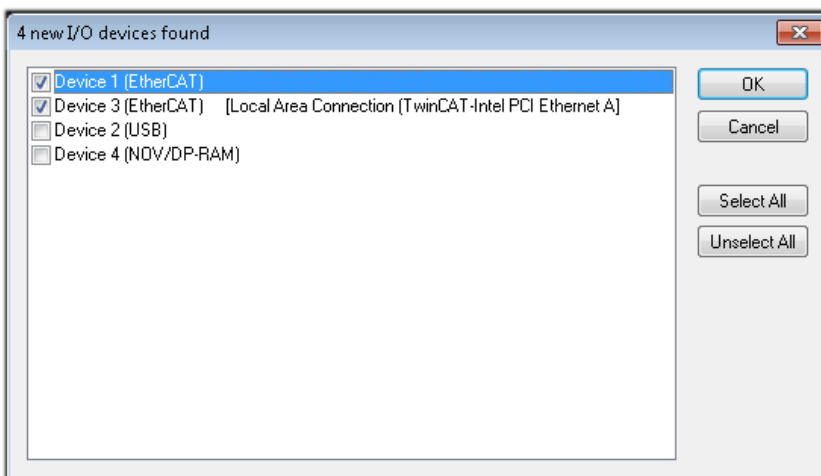 4 new I/O devices found
Device 1 (EtherCAT)
Device 3 (EtherCAT) [Local Area Connection (TwinCAT-Intel PCI Ethernet A]
Device 2 (USB)
Device 4 (NOV/DP-RAM)
OK
Cancel
Select All
Unselect All